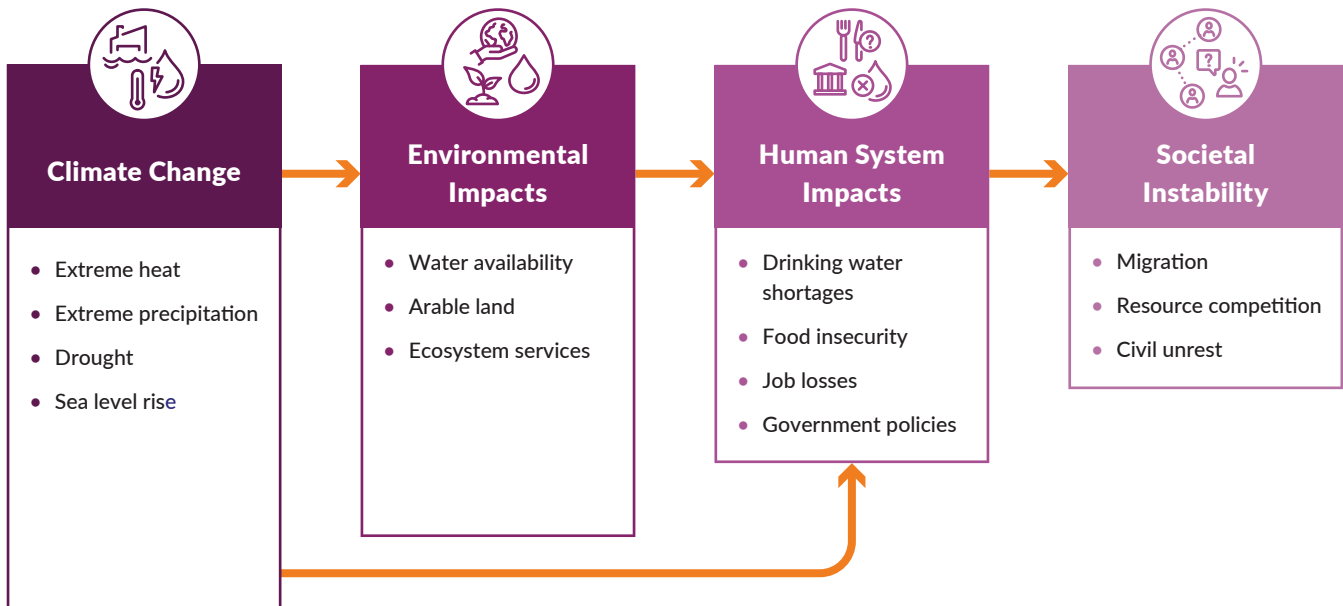 Climate Change
• Extreme heat
• Extreme precipitation
• Drought
• Sea level rise
Environmental
Impacts
• Water availability
• Arable land
• Ecosystem services
?
Human System
Impacts
• Drinking water
shortages
• Food insecurity
• Job losses
• Government policies
?
Societal
Instability
• Migration
• Resource competition
• Civil unrest